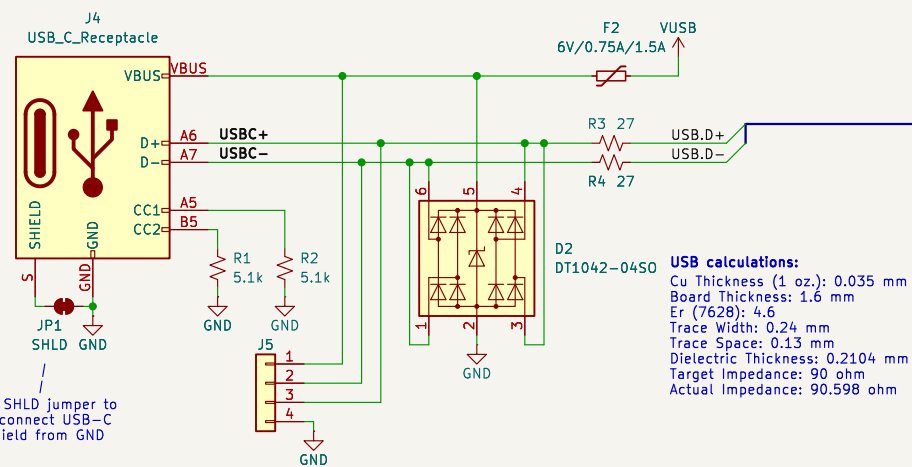 J4
USB_C_Receptacle
VBUS
VBUS
D+
A6
USBC+
D-
A7
USBC-
CC1
A5
CC2
B5
SHIELD
GND
S
GND
JP1
SHLD
GND
SHLD jumper to
connect USB-C
ield from GND
R1
5.1k
GND
R2
5.1k
GND
J5
1
2
3
4
GND
F2
6V/0.75A/1.5A
VUSB
R3 27
USB.D+
USB.D-
R4 27
6
5
4
1
2
3
D2
DT1042-04SO
GND
USB calculations:
Cu Thickness (1 oz.): 0.035 mm
Board Thickness: 1.6 mm
Er (7628): 4.6
Trace Width: 0.24 mm
Trace Space: 0.13 mm
Dielectric Thickness: 0.2104 mm
Target Impedance: 90 ohm
Actual Impedance: 90.598 ohm